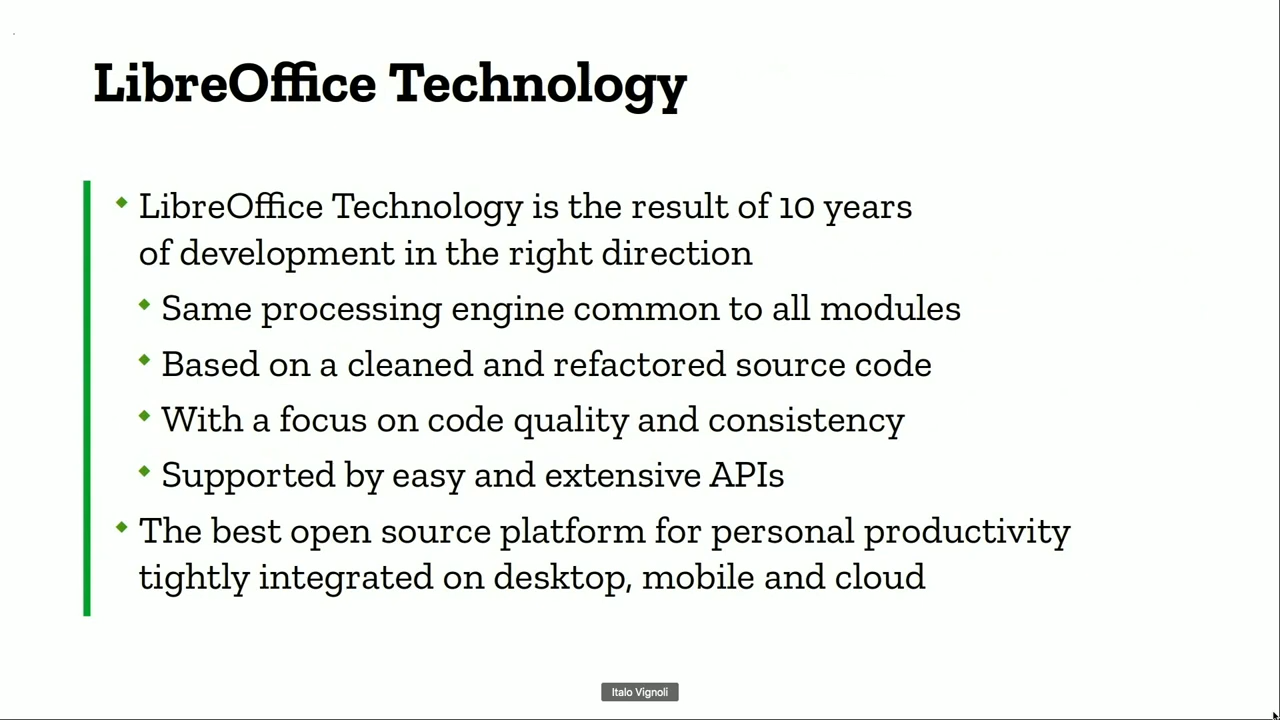 LibreOffice Technology
LibreOffice Technology is the result of 10 years
of development in the right direction
Same processing engine common to all modules
Based on a cleaned and refactored source code
With a focus on code quality and consistency
Supported by easy and extensive APIs
The best open source platform for personal productivity
tightly integrated on desktop, mobile and cloud
Italo Vignoli